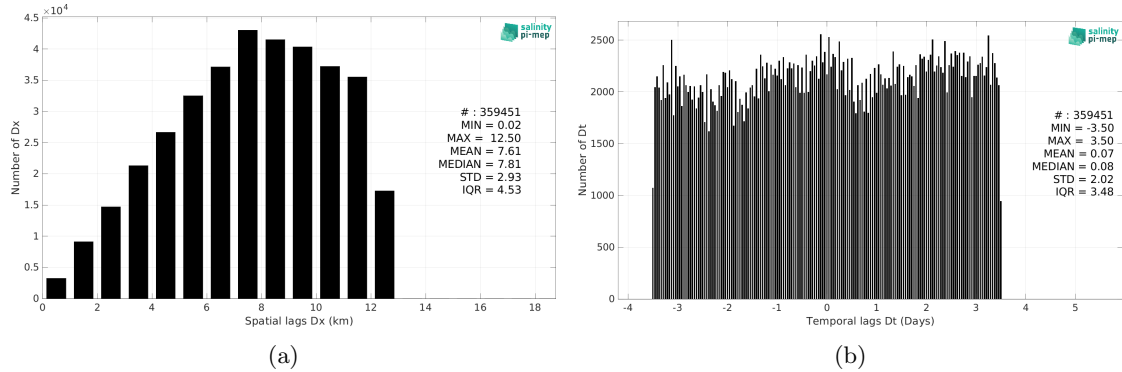 ×10⁴
4.5
4
3.5
3
2.5
2
1.5
1
0.5
0
Number of Dx
salinity
pi-mep
# : 359451
MIN = 0.02
MAX = 12.50
MEAN = 7.61
MEDIAN = 7.81
STD = 2.93
IQR = 4.53
0 2 4 6 8 10 12 14 16 18
Spatial lags Dx (km)
(a)
2500
2000
1500
1000
500
0
Number of Dt
salinity
pi-mep
# : 359451
MIN = -3.50
MAX = 3.50
MEAN = 0.07
MEDIAN = 0.08
STD = 2.02
IQR = 3.48
-4 -3 -2 -1 0 1 2 3 4 5
Temporal lags Dt (Days)
(b)